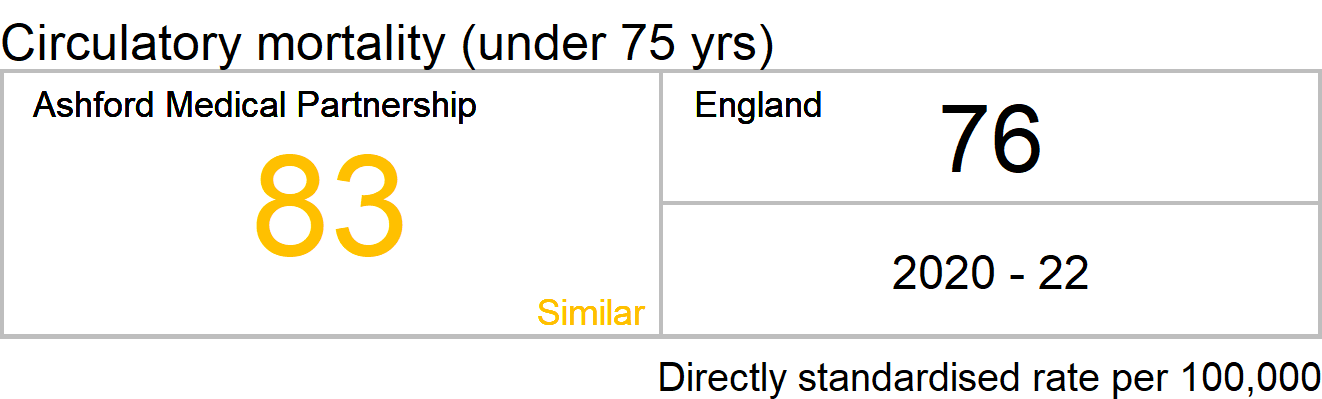 Circulatory mortality (under 75 yrs)
Ashford Medical Partnership
83
Similar
England
76
2020 - 22
Directly standardised rate per 100,000